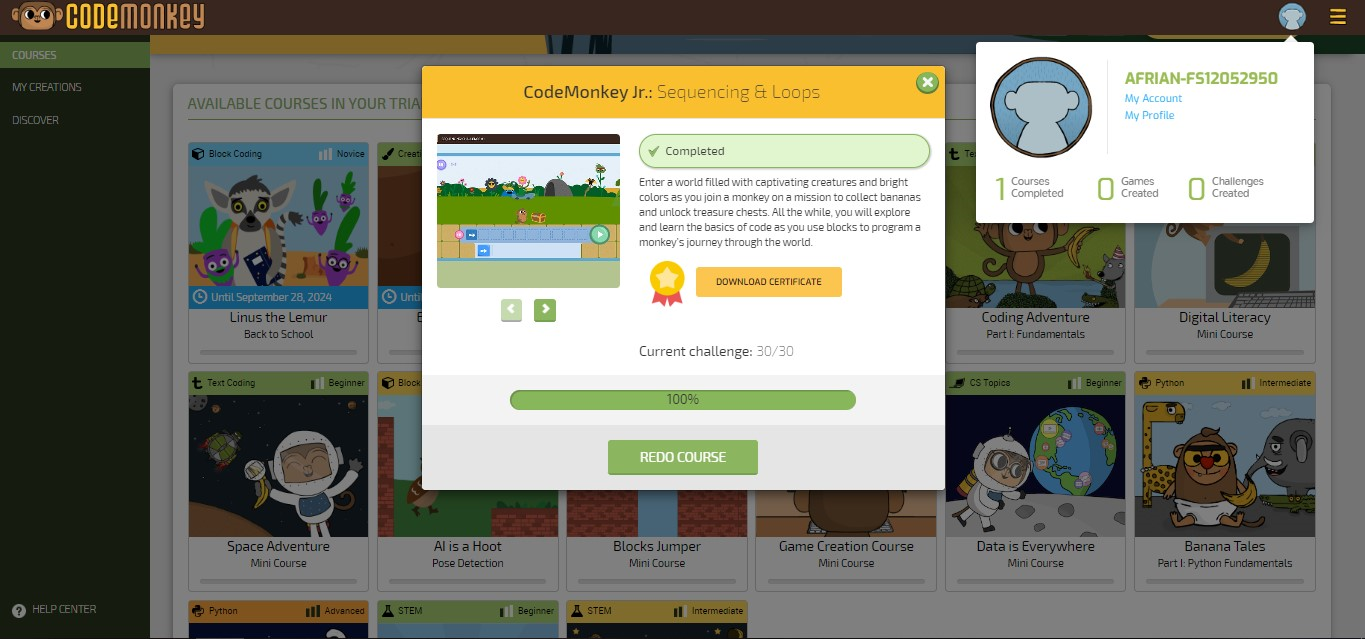 CODEMONKEY
COURSES
MY CREATIONS
DISCOVER
HELP CENTER
AVAILABLE COURSES IN YOUR TRIA
AFRIAN-FS12052950
My Account
My Profile
1 Courses Completed
0 Games Created
0 Challenges Created
CodeMonkey Jr.: Sequencing & Loops
Completed
Enter a world filled with captivating creatures and bright
colors as you join a monkey on a mission to collect bananas
and unlock treasure chests. All the while, you will explore
and learn the basics of code as you use blocks to program a
monkey's journey through the world.
DOWNLOAD CERTIFICATE
Current challenge: 30/30
100%
REDO COURSE
Block Coding Novice
Until September 28, 2024
Linus the Lemur
Back to School
Until
Coding Adventure
Part I: Fundamentals
Digital Literacy
Mini Course
Text Coding Beginner
Space Adventure
Mini Course
Block
AI is a Hoot
Pose Detection
Blocks Jumper
Mini Course
Game Creation Course
Mini Course
CS Topics Beginner
Data is Everywhere
Mini Course
Python Intermediate
Banana Tales
Part I: Python Fundamentals
Python Advanced
STEM Beginner
STEM Intermediate